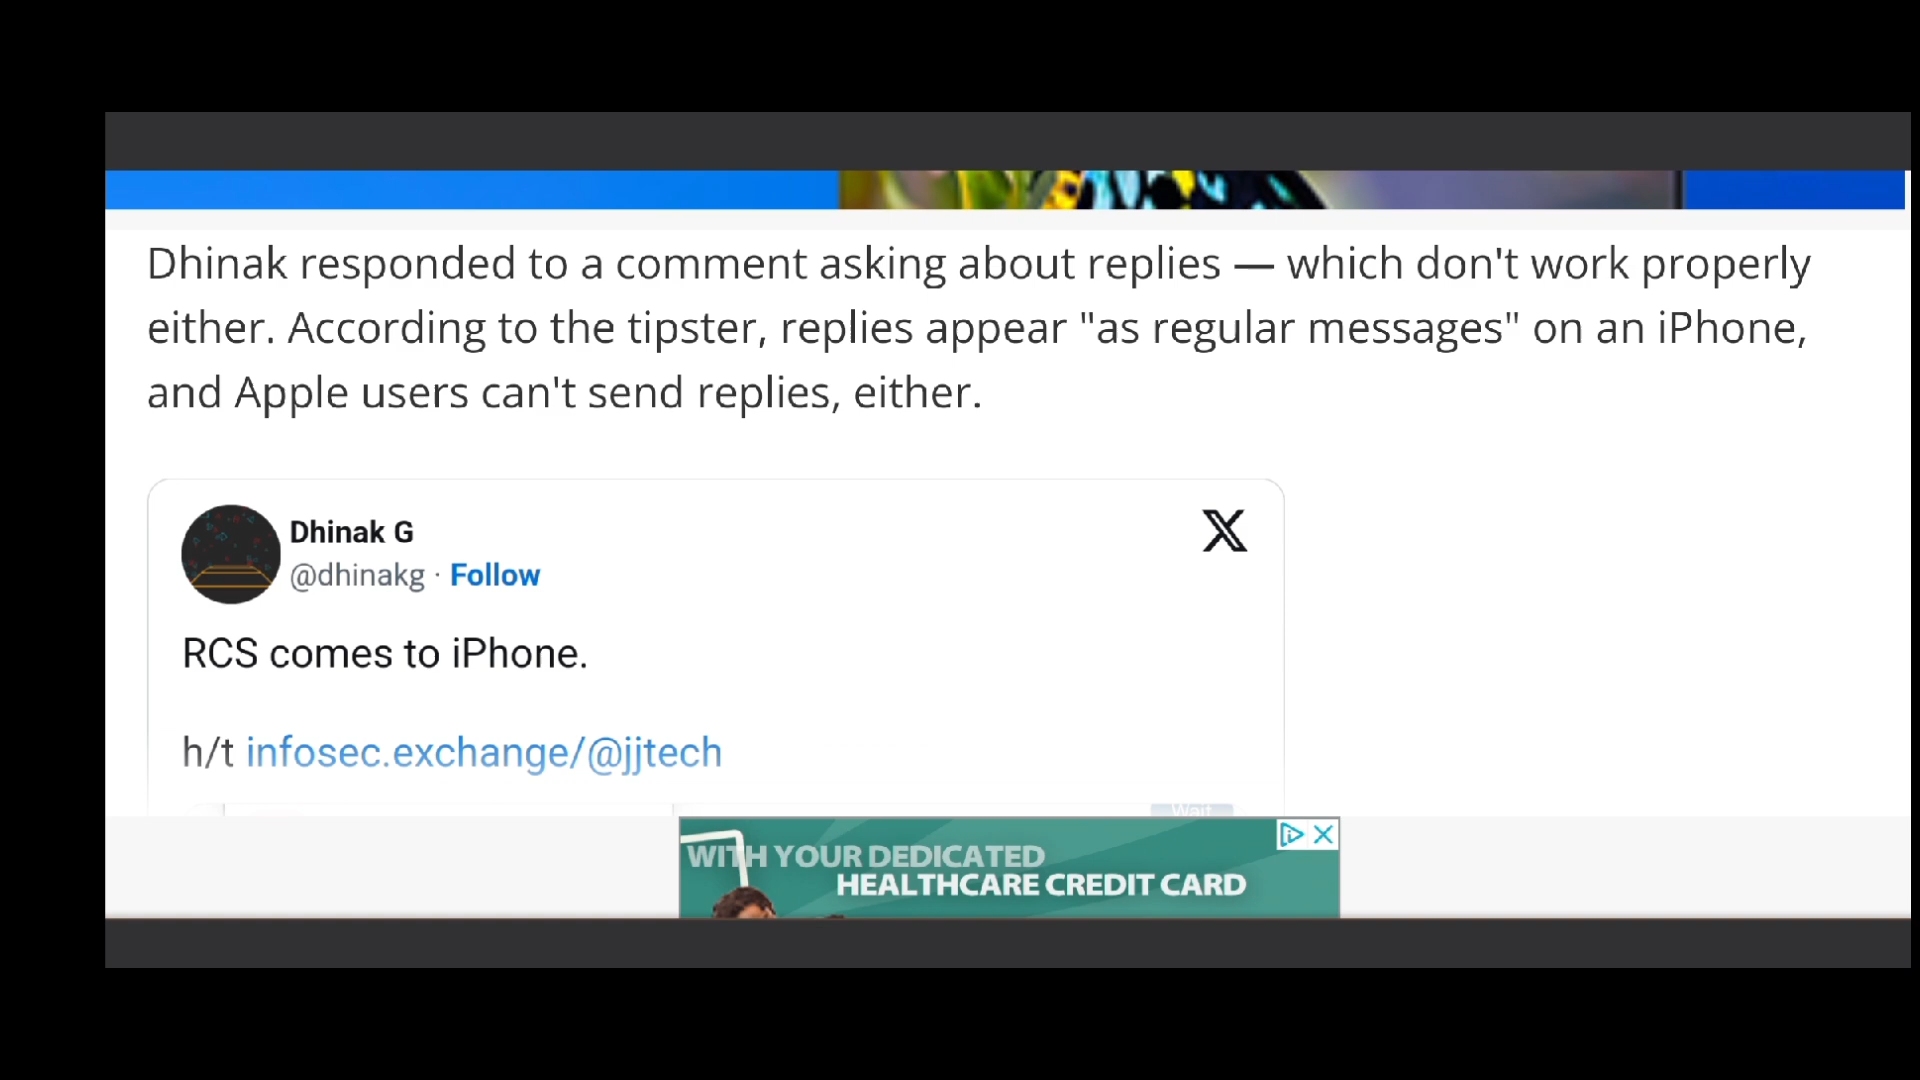 Dhinak responded to a comment asking about replies — which don't work properly
either. According to the tipster, replies appear "as regular messages" on an iPhone,
and Apple users can't send replies, either.
Dhinak G
@dhinakg · Follow
RCS comes to iPhone.
h/t infosec.exchange/@jjtech
Wait
WITH YOUR DEDICATED
HEALTHCARE CREDIT CARD